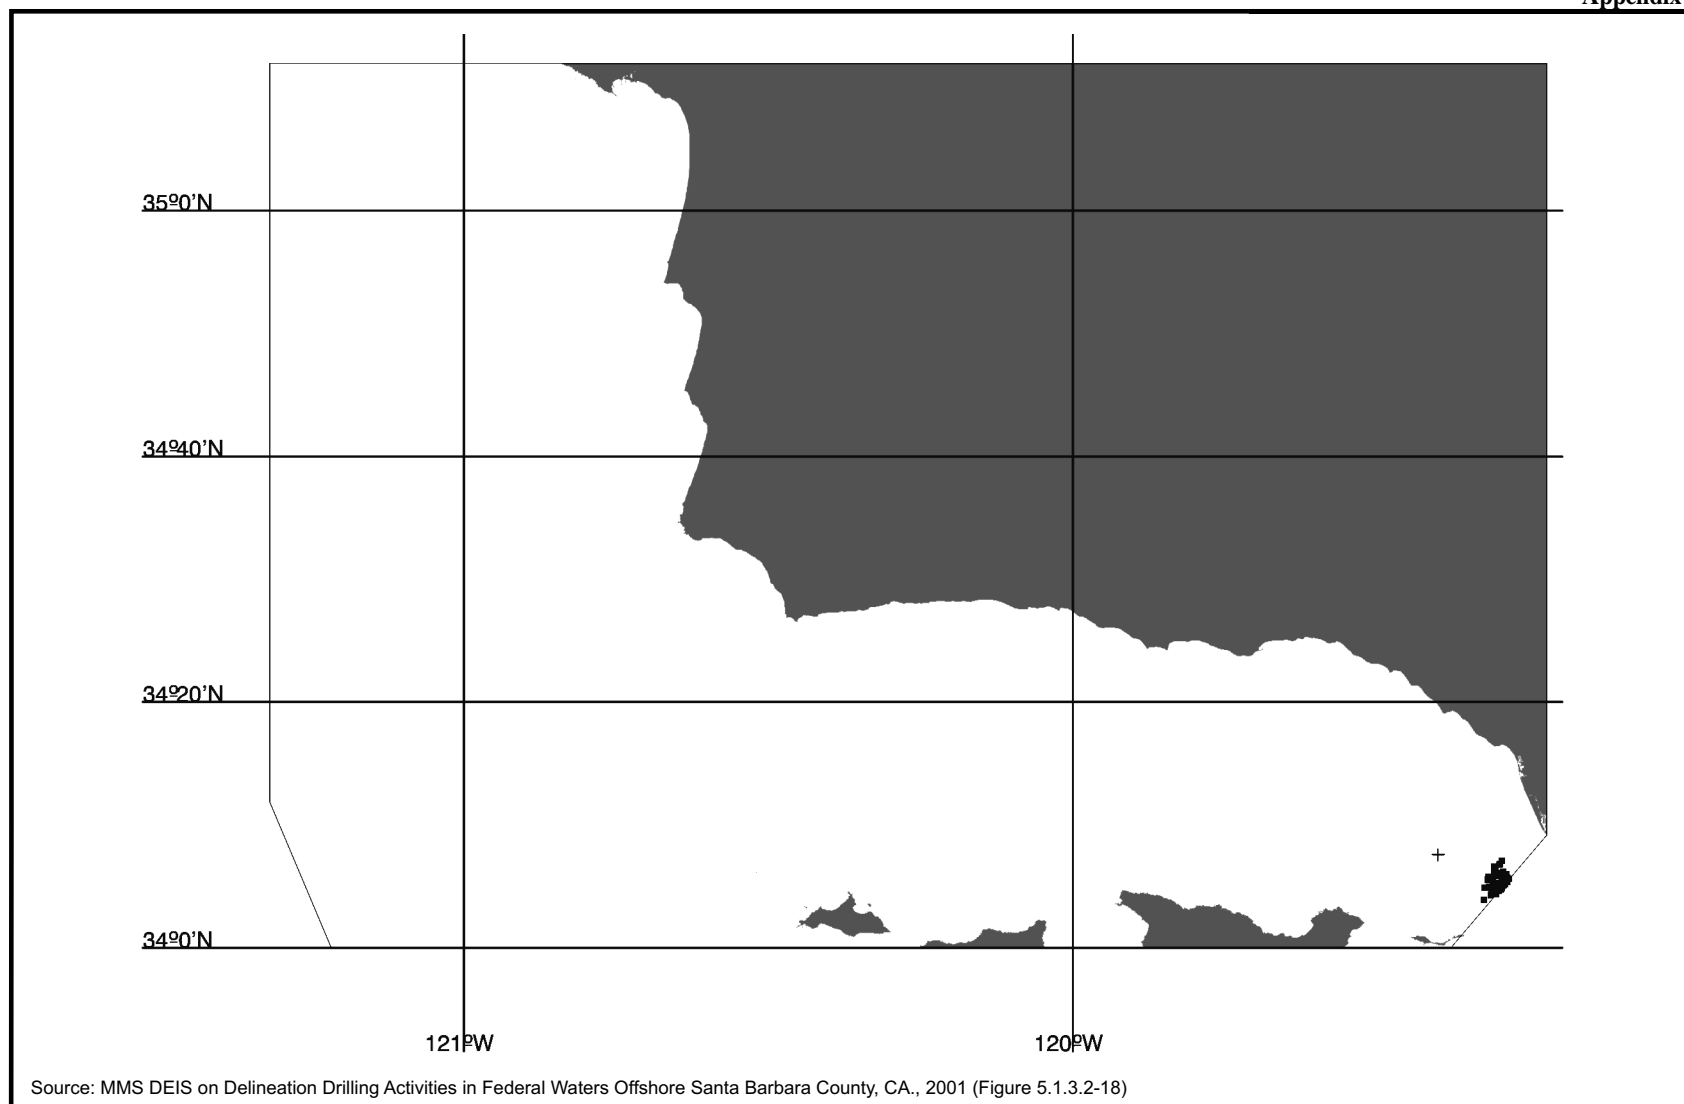 Appendix
35º0'N
34º40'N
34º20'N
34º0'N
121ºW
120ºW
Source: MMS DEIS on Delineation Drilling Activities in Federal Waters Offshore Santa Barbara County, CA., 2001 (Figure 5.1.3.2-18)